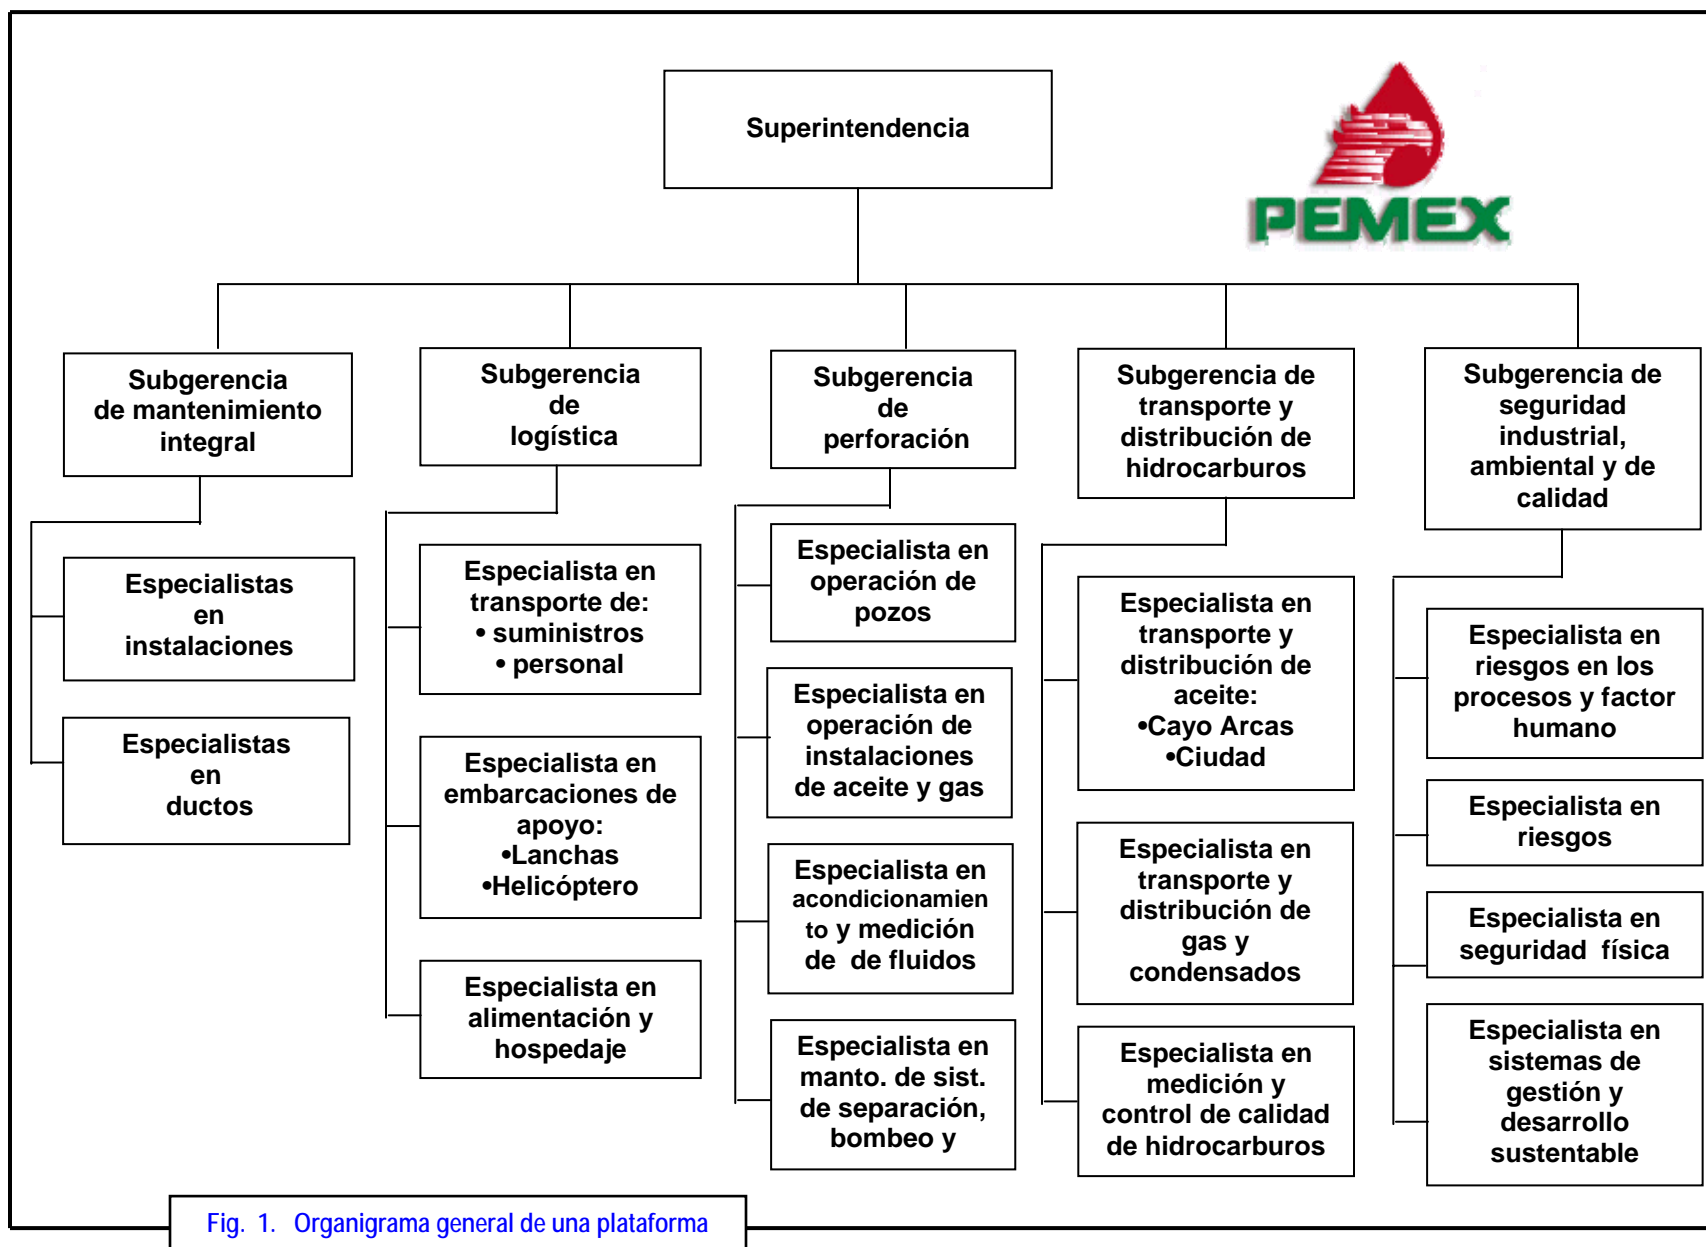 Superintendencia
PEMEX
Subgerencia
de mantenimiento
integral
Especialistas
en
instalaciones
Especialistas
en
ductos
Subgerencia
de
logística
Especialista en
transporte de:
• suministros
• personal
Especialista en
embarcaciones de
apoyo:
•Lanchas
•Helicóptero
Especialista en
alimentación y
hospedaje
Subgerencia
de
perforación
Especialista en
operación de
pozos
Especialista en
operación de
instalaciones
de aceite y gas
Especialista en
acondicionamien
to y medición
de de fluidos
Especialista en
manto. de sist.
de separación,
bombeo y
Subgerencia de
transporte y
distribución de
hidrocarburos
Especialista en
transporte y
distribución de
aceite:
•Cayo Arcas
•Ciudad
Especialista en
transporte y
distribución de
gas y
condensados
Especialista en
medición y
control de calidad
de hidrocarburos
Subgerencia de
seguridad
industrial,
ambiental y de
calidad
Especialista en
riesgos en los
procesos y factor
humano
Especialista en
riesgos
Especialista en
seguridad física
Especialista en
sistemas de
gestión y
desarrollo
sustentable
Fig. 1. Organigrama general de una plataforma